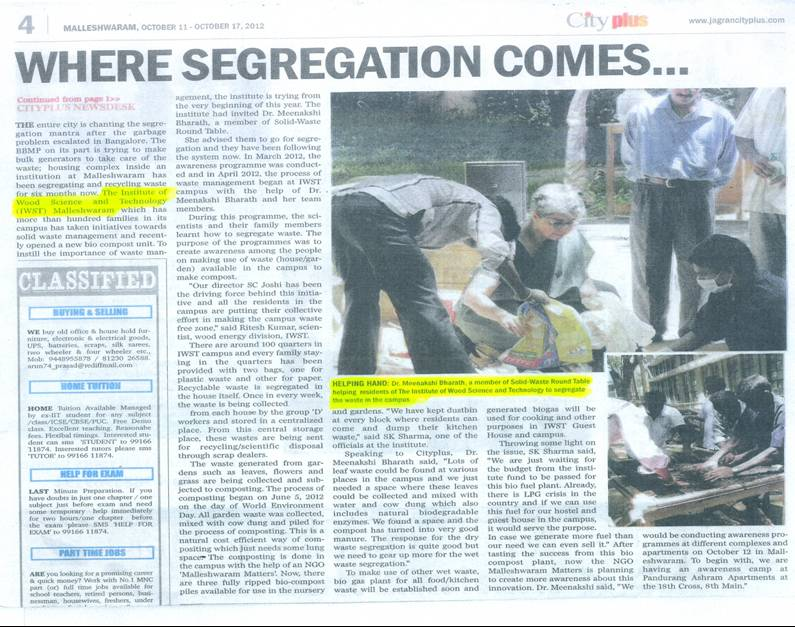 4
MALLESHWARAM, OCTOBER 11 - OCTOBER 17, 2012
City plus
www.jagrancityplus.com
WHERE SEGREGATION COMES...
Continued from page 1>>
CITYPLUS NEWSDESK
THE entire city is chanting the segre-
gation mantra after the garbage
problem escalated in Bangalore. The
BBMP on its part is trying to make
bulk generators to take care of the
waste; housing complex inside an
institution at Malleshwaram has
been segregating and recycling waste
for six months now. The Institute of
Wood Science and Technology
(IWST) Malleshwaram which has
more than hundred families in its
campus has taken initiatives towards
solid waste management and recent-
ly opened a new bio compost unit. To
instill the importance of waste man-
CLASSIFIED
BUYING & SELLING
WE buy old office & house hold fur-
niture, electronic & electrical goods,
UPS, batteries, scraps, silk sarees,
two wheeler & four wheeler etc.,
Mob: 9448955878 / 81230 26588.
arun74_prasad@rediffmail.com
HOME TUITION
HOME Tuition Available Managed
by ex-IIT student for any subject
/class/ICSE/CBSE/PUC. Free Demo
class. Excellent teaching. Reasonabe
fees. Flexibal timings. Interested stu-
dent can sms 'STUDENT' to 99166
11874. Interested tutors please sms
'TUTOR' to 99166 11874.
HELP FOR EXAM
LAST Minute Preparation. If you
have doubts in just one chapter / one
subject just before exam and need
some temporary help immediately
for two hours/one chapter before
the exam please SMS 'HELP FOR
EXAM' to 99166 11874.
PART TIME JOBS
ARE you looking for a promising career
& quick money? Work with No.1 MNC
part (or) full time jobs available for
school teachers, retired persons, busi-
nessman, housewives, freshers, under
agement, the institute is trying from
the very beginning of this year. The
institute had invited Dr. Meenakshi
Bharath, a member of Solid-Waste
Round Table.
She advised them to go for segre-
gation and they have been following
the system now. In March 2012, the
awareness programme was conduct-
ed and in April 2012, the process of
waste management began at IWST
campus with the help of Dr.
Meenakshi Bharath and her team
members.
During this programme, the sci-
entists and their family members
learnt how to segregate waste. The
purpose of the programmes was to
create awareness among the people
on making use of waste (house/gar-
den) available in the campus to
make compost.
"Our director SC Joshi has been
the driving force behind this initia-
tive and all the residents in the
campus are putting their collective
effort in making the campus waste
free zone," said Ritesh Kumar, scien-
tist, wood energy division, IWST.
There are around 100 quarters in
IWST campus and every family stay-
ing in the quarters has been
provided with two bags, one for
plastic waste and other for paper.
Recyclable waste is segregated in
the house itself. Once in every week,
the waste is being collected
from each house by the group 'D'
workers and stored in a centralized
place. From this central storage
place, these wastes are being sent
for recycling/scientific disposal
through scrap dealers.
The waste generated from gar-
dens such as leaves, flowers and
grass are being collected and sub-
jected to composting. The process of
composting began on June 5, 2012
on the day of World Environment
Day. All garden waste was collected,
mixed with cow dung and piled for
the process of composting. This is a
natural cost efficient way of com-
positing which just needs some lung
space. The composting is done in
the campus with the help of an NGO
'Malleshwaram Matters'. Now, there
are three fully ripped bio-compost
piles available for use in the nursery
HELPING HAND: Dr. Meenakshi Bharath, a member of Solid-Waste Round Table
helping residents of The Institute of Wood Science and Technology to segregate
the waste in the campus.
and gardens. "We have kept dustbin
at every block where residents can
come and dump their kitchen
waste," said SK Sharma, one of the
officials at the institute.
Speaking to Cityplus, Dr.
Meenakshi Bharath said, "Lots of
leaf waste could be found at various
places in the campus and we just
needed a space where these leaves
could be collected and mixed with
water and cow dung which also
includes natural biodegradable
enzymes. We found a space and the
compost has turned into very good
manure. The response for the dry
waste segregation is quite good but
we need to gear up more for the wet
waste segregation."
To make use of other wet waste,
bio gas plant for all food/kitchen
waste will be established soon and
generated biogas will be
used for cooking and other
purposes in IWST Guest
House and campus.
Throwing some light on
the issue, SK Sharma said,
"We are just waiting for
the budget from the insti-
tute fund to be passed for
this bio fuel plant. Already,
there is LPG crisis in the
country and if we can use
this fuel for our hostel and
guest house in the campus,
it would serve the purpose.
In case we generate more fuel than
our need we can even sell it." After
tasting the success from this bio
compost plant, now the NGO
Malleshwaram Matters is planning
to create more awareness about this
innovation. Dr. Meenakshi said, "We
would be conducting awareness pro-
grammes at different complexes and
apartments on October 12 in Mall-
eshwaram. To begin with, we are
having an awareness camp at
Pandurang Ashram Apartments at
the 18th Cross, 8th Main."